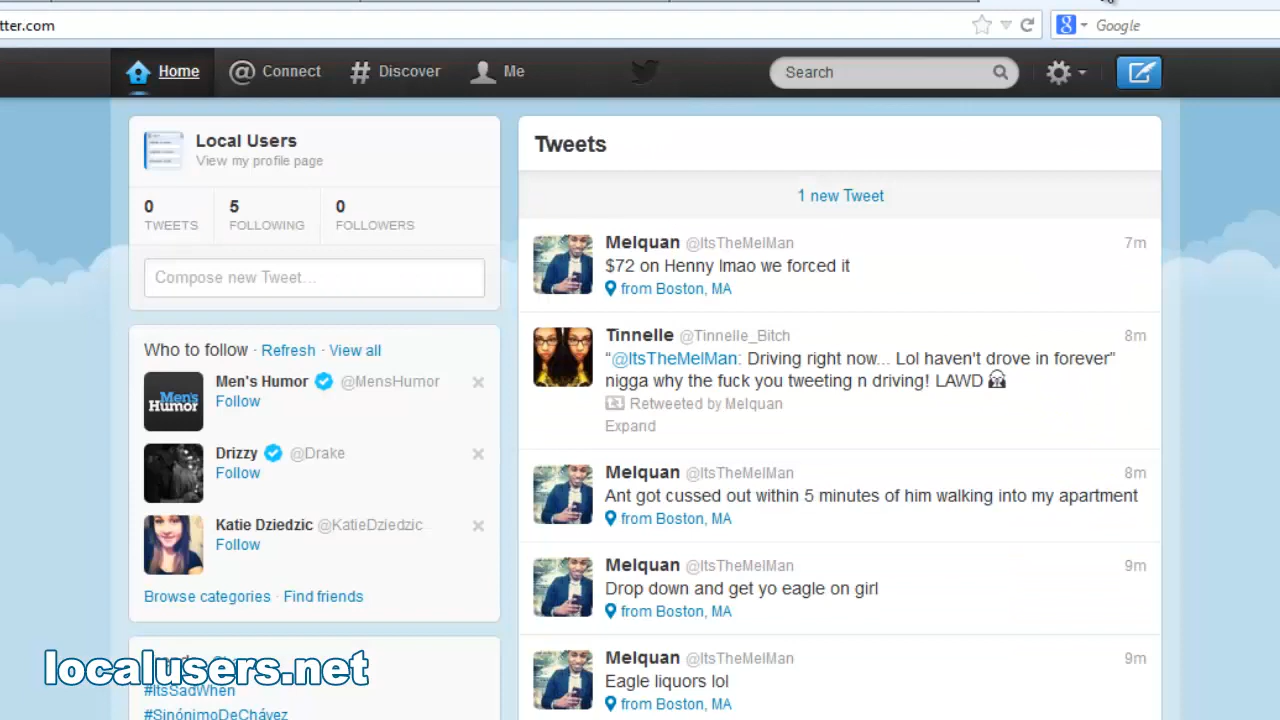 tter.com
Google
Home
Connect
Discover
Me
Search
Local Users
View my profile page
0
TWEETS
5
FOLLOWING
0
FOLLOWERS
Compose new Tweet...
Who to follow · Refresh · View all
Men's Humor @MensHumor
Follow
Men's
Humor
Drizzy @Drake
Follow
Katie Dziedzic @KatieDziedzic
Follow
Browse categories · Find friends
#ItsSadWhen
#SinónimoDeChávez
localusers.net
Tweets
1 new Tweet
Melquan @ItsTheMelMan 7m
$72 on Henny lmao we forced it
from Boston, MA
Tinnelle @Tinnelle_Bitch 8m
“@ItsTheMelMan: Driving right now... Lol haven't drove in forever”
nigga why the fuck you tweeting n driving! LAWD
Retweeted by Melquan
Expand
Melquan @ItsTheMelMan 8m
Ant got cussed out within 5 minutes of him walking into my apartment
from Boston, MA
Melquan @ItsTheMelMan 9m
Drop down and get yo eagle on girl
from Boston, MA
Melquan @ItsTheMelMan 9m
Eagle liquors lol
from Boston, MA